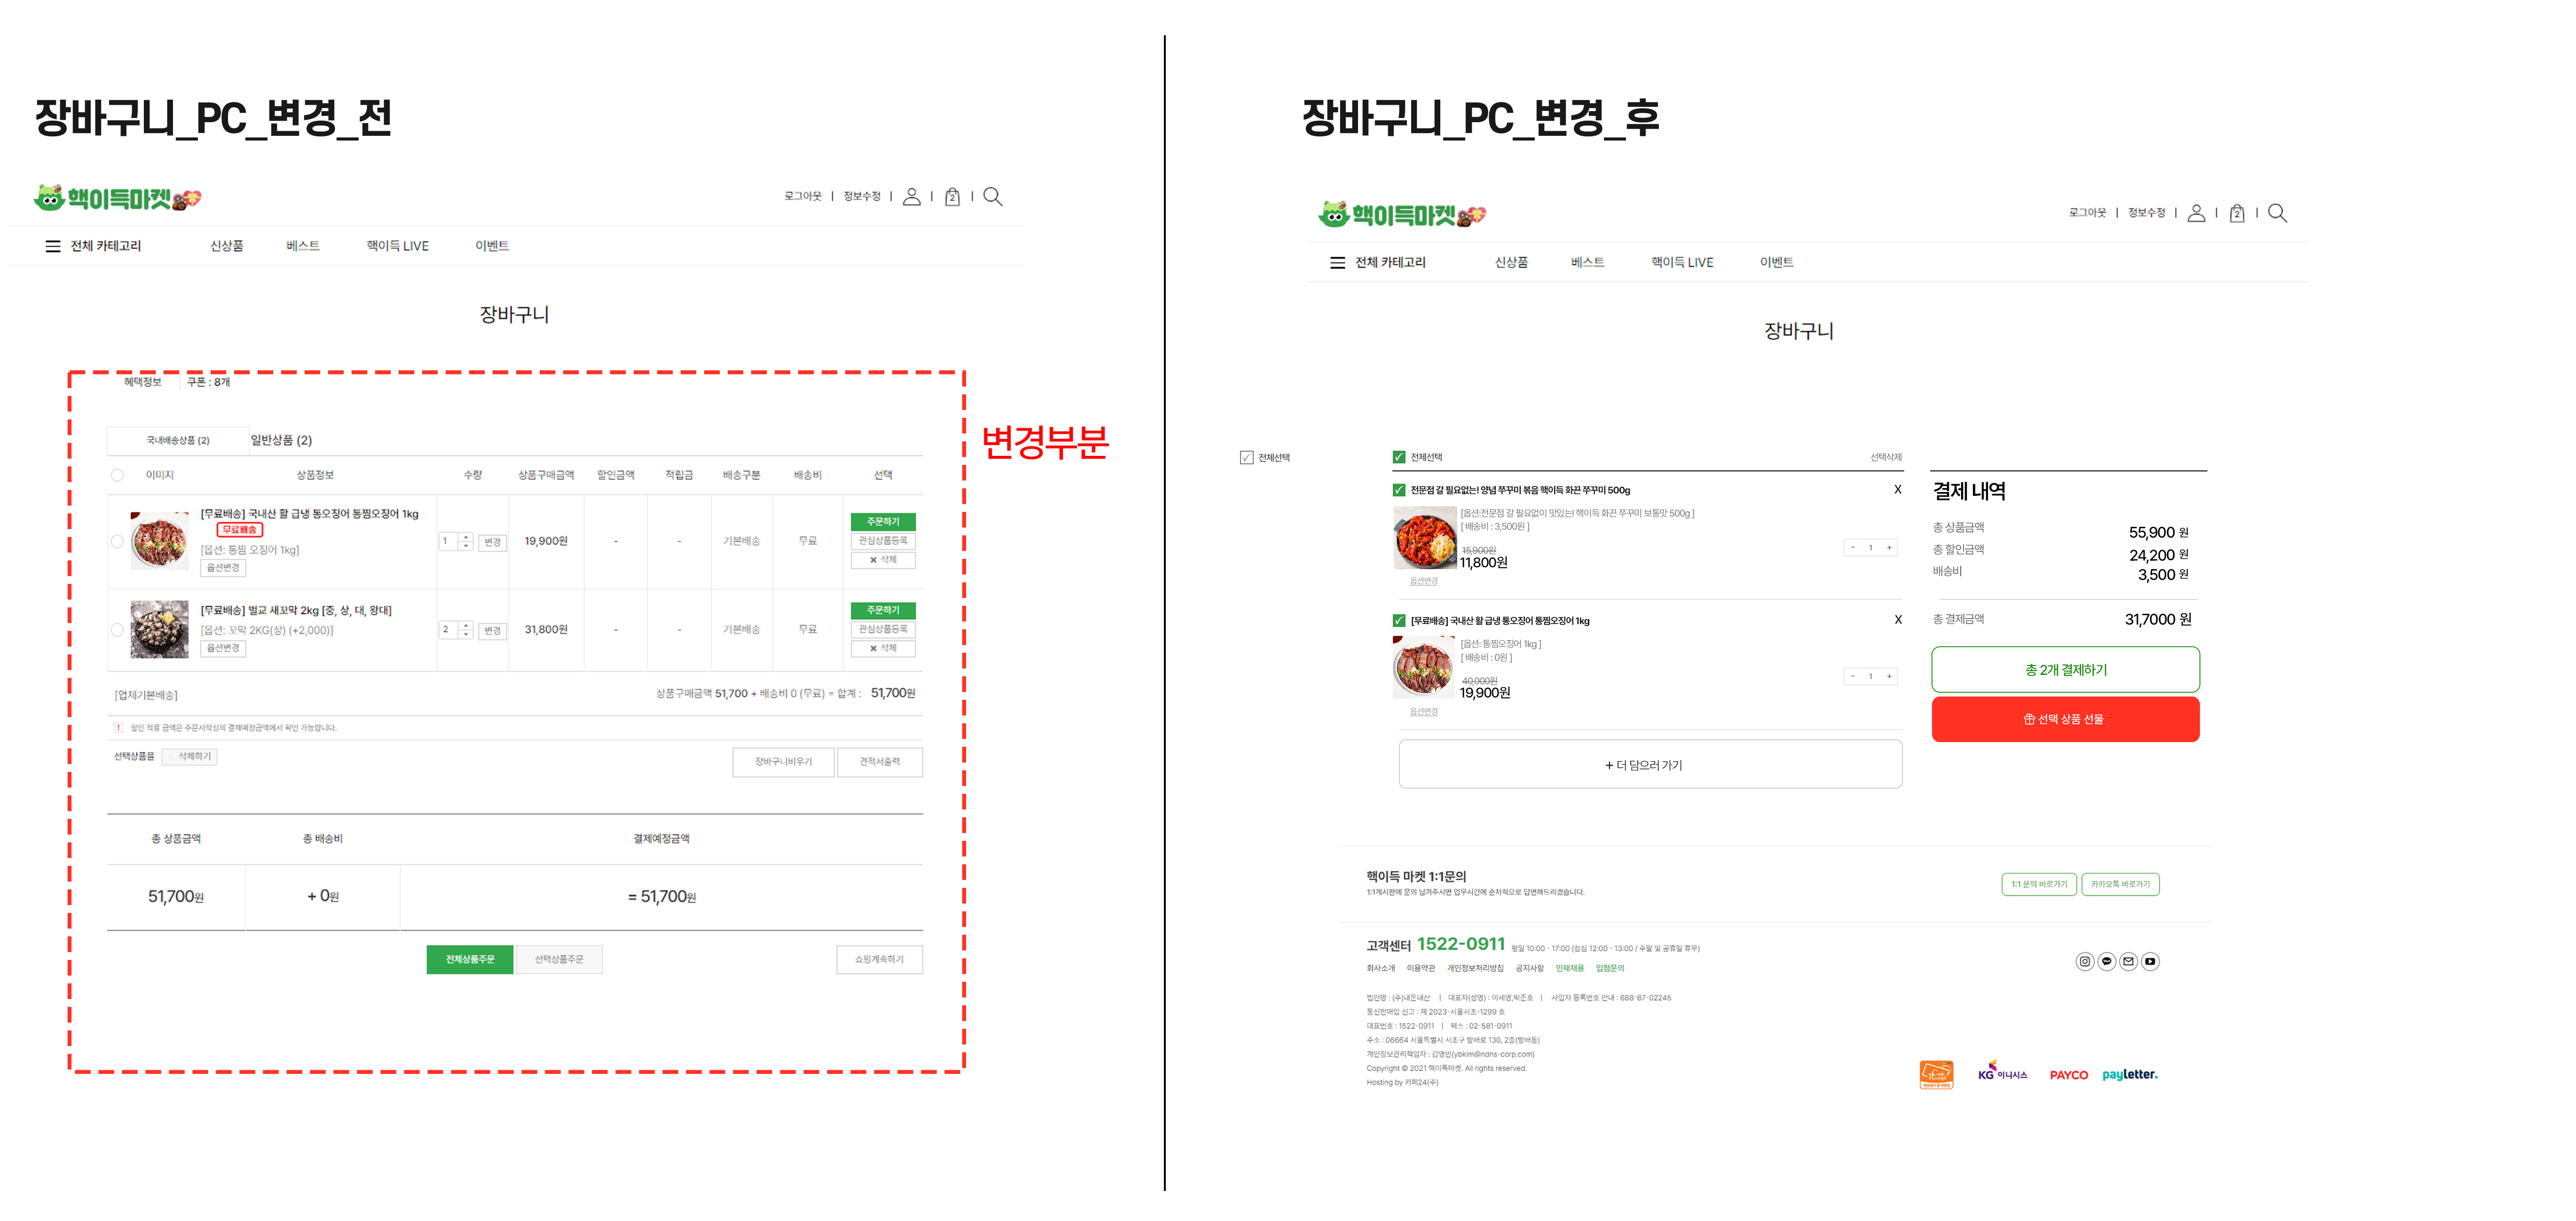 장바구니_PC_변경_전
핵이득마켓
로그아웃 | 정보수정 | | 2 |
전체 카테고리 신상품 베스트 핵이득 LIVE 이벤트
장바구니
혜택정보 쿠폰 : 8개
변경부분
국내배송상품 (2) 일반상품 (2)
이미지 상품정보 수량 상품구매금액 할인금액 적립금 배송구분 배송비 선택
[무료배송] 국내산 활 급냉 통오징어 통찜오징어 1kg
무료배송
[옵션: 통찜 오징어 1kg]
옵션변경
1 변경 19,900원 - - 기본배송 무료
주문하기
관심상품등록
삭제
[무료배송] 벌교 새꼬막 2kg [중, 상, 대, 왕대]
[옵션: 꼬막 2KG(상) (+2,000)]
옵션변경
2 변경 31,800원 - - 기본배송 무료
주문하기
관심상품등록
삭제
[업체기본배송] 상품구매금액 51,700 + 배송비 0 (무료) = 합계 : 51,700원
할인 적용 금액은 주문서작성의 결제예정금액에서 확인 가능합니다.
선택상품을 삭제하기 장바구니비우기 견적서출력
총 상품금액 총 배송비 결제예정금액
51,700원 + 0원 = 51,700원
전체상품주문 선택상품주문 쇼핑계속하기
장바구니_PC_변경_후
핵이득마켓
로그아웃 | 정보수정 | | 2 |
전체 카테고리 신상품 베스트 핵이득 LIVE 이벤트
장바구니
전체선택
전체선택 선택삭제
전문점 갈 필요없는! 양념 쭈꾸미 볶음 핵이득 화끈 쭈꾸미 500g X
[옵션:전문점 갈 필요없이 맛있는! 핵이득 화끈 쭈꾸미 보통맛 500g ]
[ 배송비 : 3,500원 ]
15,900원
11,800원
- 1 +
옵션변경
[무료배송] 국내산 활 급냉 통오징어 통찜오징어 1kg X
[옵션: 통찜오징어 1kg ]
[ 배송비 : 0원 ]
40,000원
19,900원
- 1 +
옵션변경
+ 더 담으러 가기
결제 내역
총 상품금액 55,900 원
총 할인금액 24,200 원
배송비 3,500 원
총 결제금액 31,7000 원
총 2개 결제하기
선택 상품 선물
핵이득 마켓 1:1문의
1:1게시판에 문의 남겨주시면 업무시간에 순차적으로 답변해드리겠습니다.
1:1 문의 바로가기 카카오톡 바로가기
고객센터 1522-0911 평일 10:00 - 17:00 (점심 12:00 - 13:00 / 주말 및 공휴일 휴무)
회사소개 이용약관 개인정보처리방침 공지사항 인재채용 입점문의
법인명 : (주)내돈내산 | 대표자(성명) : 이세영,박준호 | 사업자 등록번호 안내 : 688-87-02245
통신판매업 신고 : 제 2023-서울서초-1299 호
대표번호 : 1522-0911 | 팩스 : 02-581-0911
주소 : 06664 서울특별시 서초구 방배로 130, 2층(방배동)
개인정보관리책임자 : 김영빈(ybkim@ndns-corp.com)
Copyright © 2021 핵이득마켓. All rights reserved.
Hosting by 카페24(주)
KG 이니시스 PAYCO payletter.